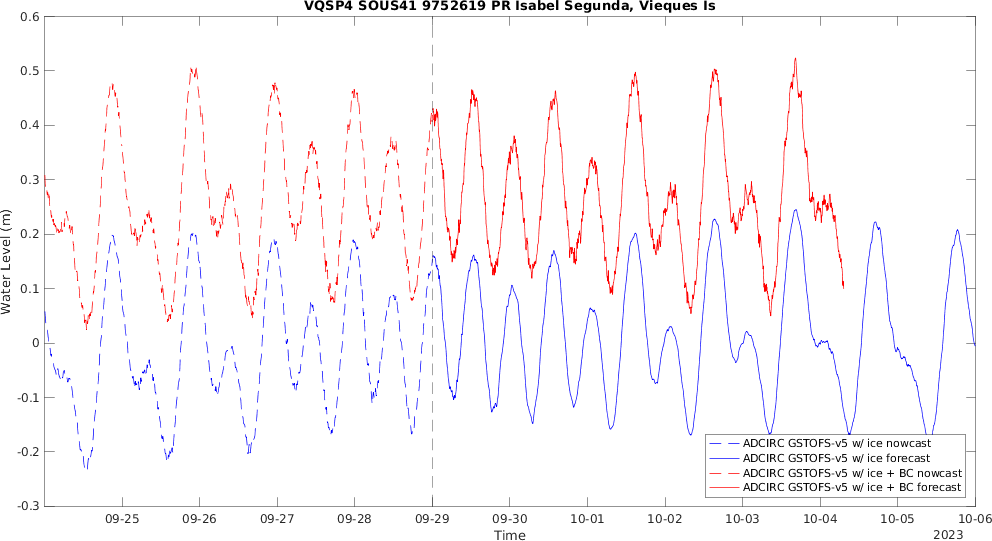 VQSP4 SOUS41 9752619 PR Isabel Segunda, Vieques Is
0.6
0.5
0.4
0.3
0.2
0.1
0
-0.1
-0.2
-0.3
Water Level (m)
ADCIRC GSTOFS-v5 w/ ice nowcast
ADCIRC GSTOFS-v5 w/ ice forecast
ADCIRC GSTOFS-v5 w/ ice + BC nowcast
ADCIRC GSTOFS-v5 w/ ice + BC forecast
09-25 09-26 09-27 09-28 09-29 09-30 10-01 10-02 10-03 10-04 10-05 10-06
Time
2023